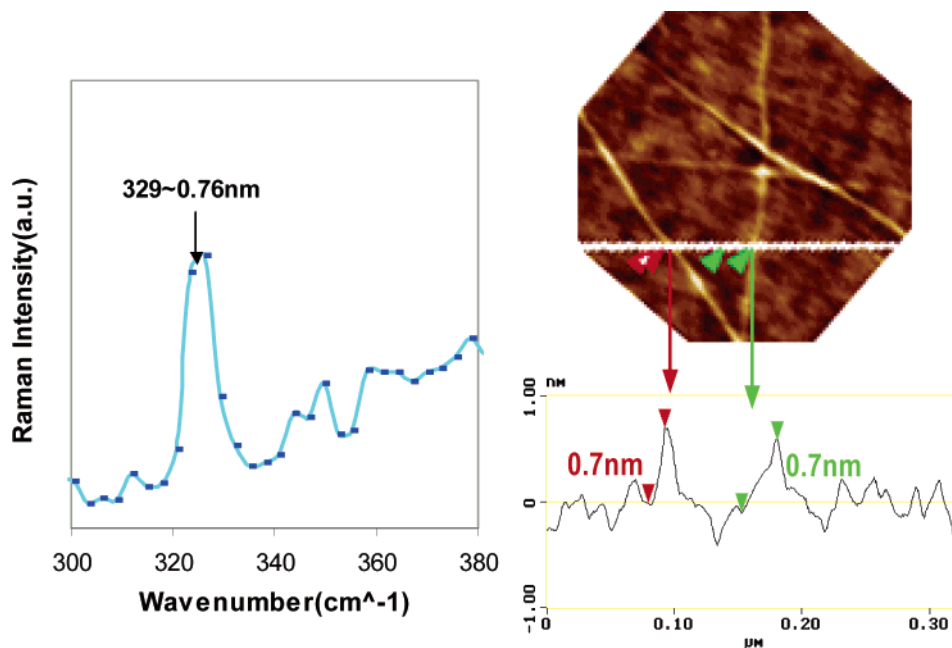 Raman Intensity(a.u.)
329~0.76nm
300
320
340
360
380
Wavenumber(cm^-1)
nM
1.00
0
-1.00
0.7nm
0.7nm
0
0.10
0.20
0.30
µM